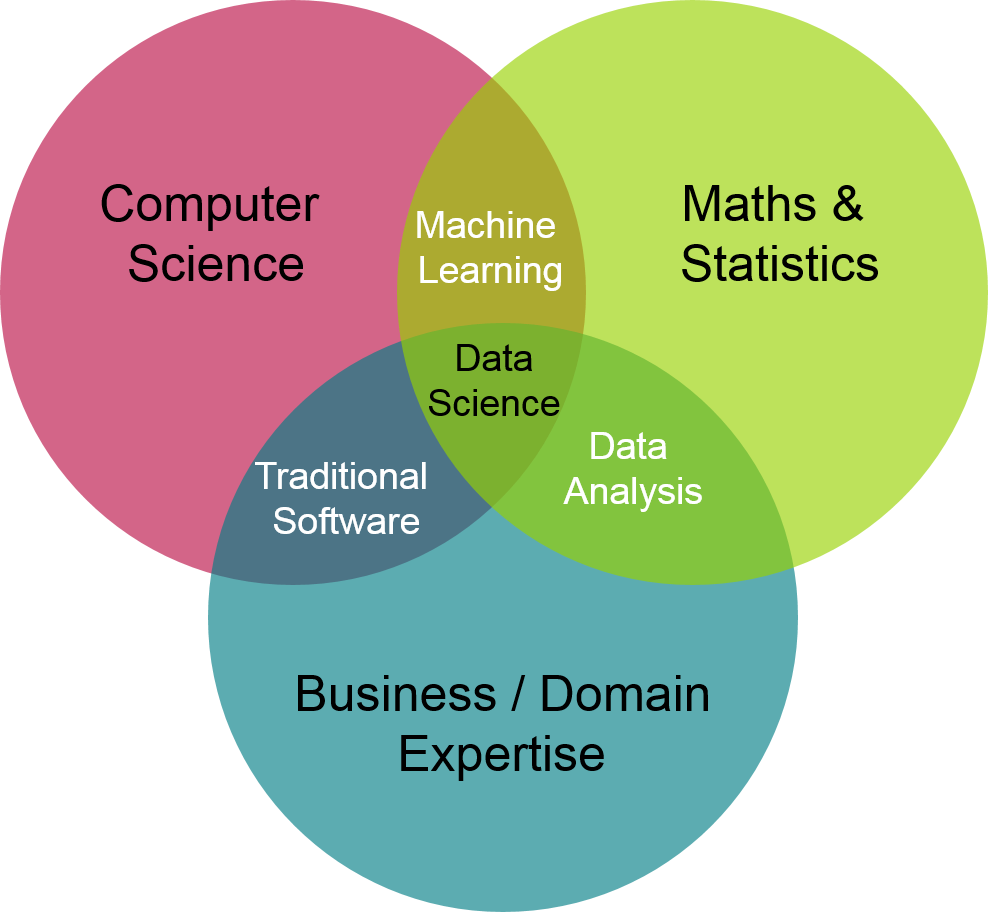 Computer
Science
Maths &
Statistics
Machine
Learning
Data
Science
Data
Analysis
Traditional
Software
Business / Domain
Expertise